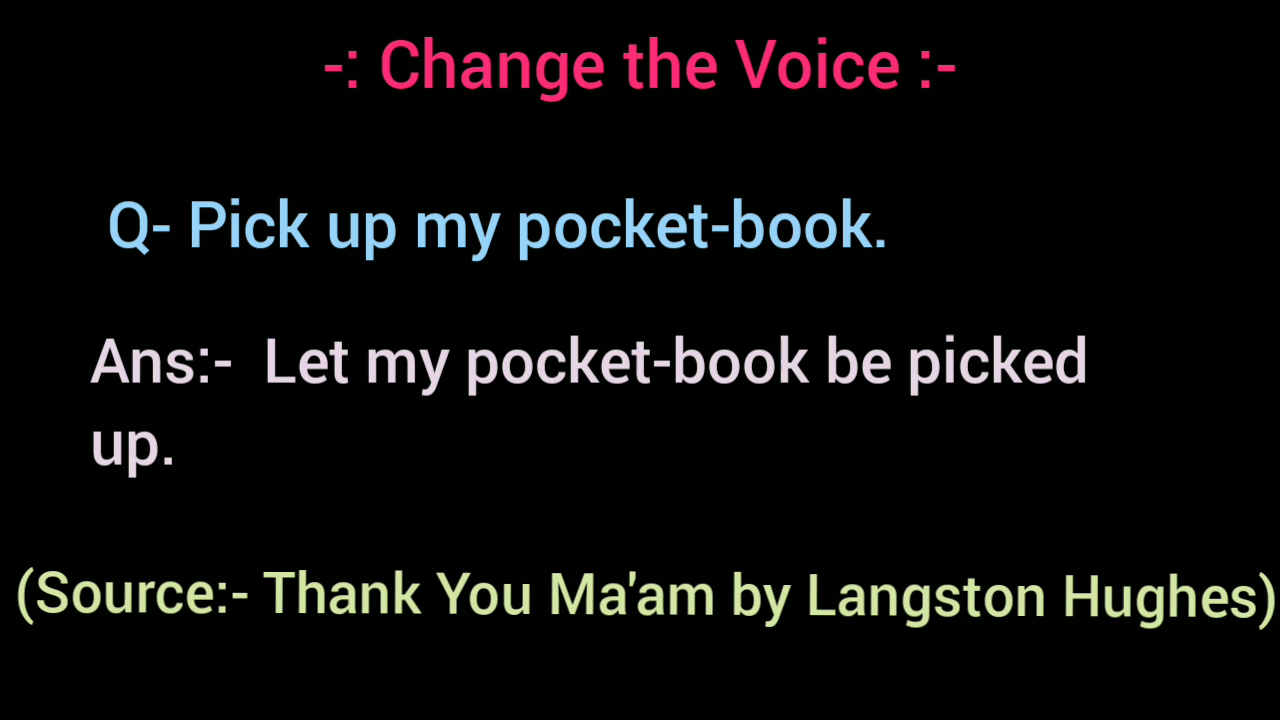 -: Change the Voice :-
Q- Pick up my pocket-book.
Ans:- Let my pocket-book be picked
up.
(Source:- Thank You Ma'am by Langston Hughes)